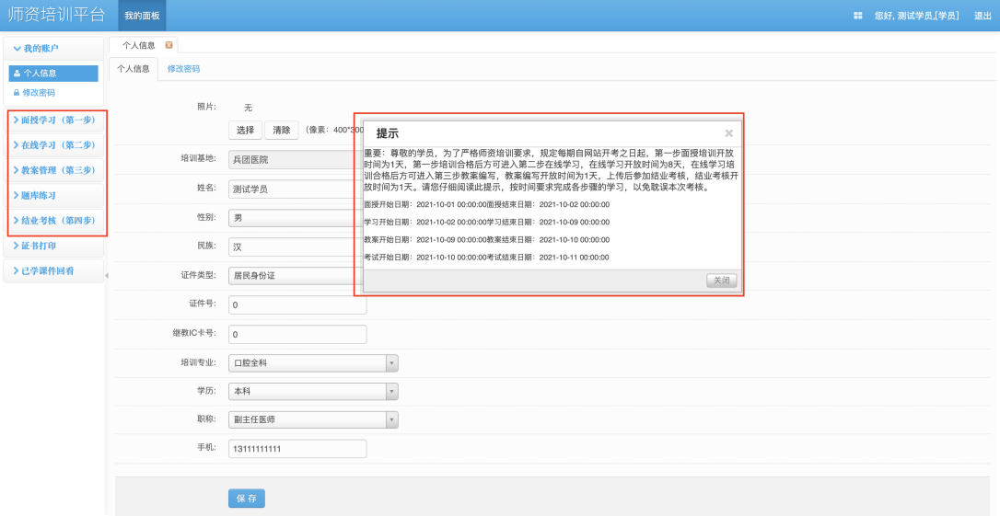 师资培训平台
我的面板
您好, 测试学员,[学员]
退出
我的账户
个人信息
修改密码
面授学习（第一步）
在线学习（第二步）
教案管理（第三步）
题库练习
结业考核（第四步）
证书打印
已学课件回看
个人信息
个人信息
修改密码
照片:
无
选择
清除
(像素: 400*300
培训基地:
兵团医院
姓名:
测试学员
性别:
男
民族:
汉
证件类型:
居民身份证
证件号:
0
继教IC卡号:
0
培训专业:
口腔全科
学历:
本科
职称:
副主任医师
手机:
13111111111
保 存
提示
重要：尊敬的学员，为了严格师资培训要求，规定每期自网站开考之日起，第一步面授培训开放
时间为1天，第一步培训合格后方可进入第二步在线学习，在线学习开放时间为8天，在线学习培
训合格后方可进入第三步教案编写，教案编写开放时间为1天，上传后参加结业考核，结业考核开
放时间为1天。请您仔细阅读此提示，按时间要求完成各步骤的学习，以免耽误本次考核。
面授开始日期：2021-10-01 00:00:00面授结束日期：2021-10-02 00:00:00
学习开始日期：2021-10-02 00:00:00学习结束日期：2021-10-09 00:00:00
教案开始日期：2021-10-09 00:00:00教案结束日期：2021-10-10 00:00:00
考试开始日期：2021-10-10 00:00:00考试结束日期：2021-10-11 00:00:00
关闭